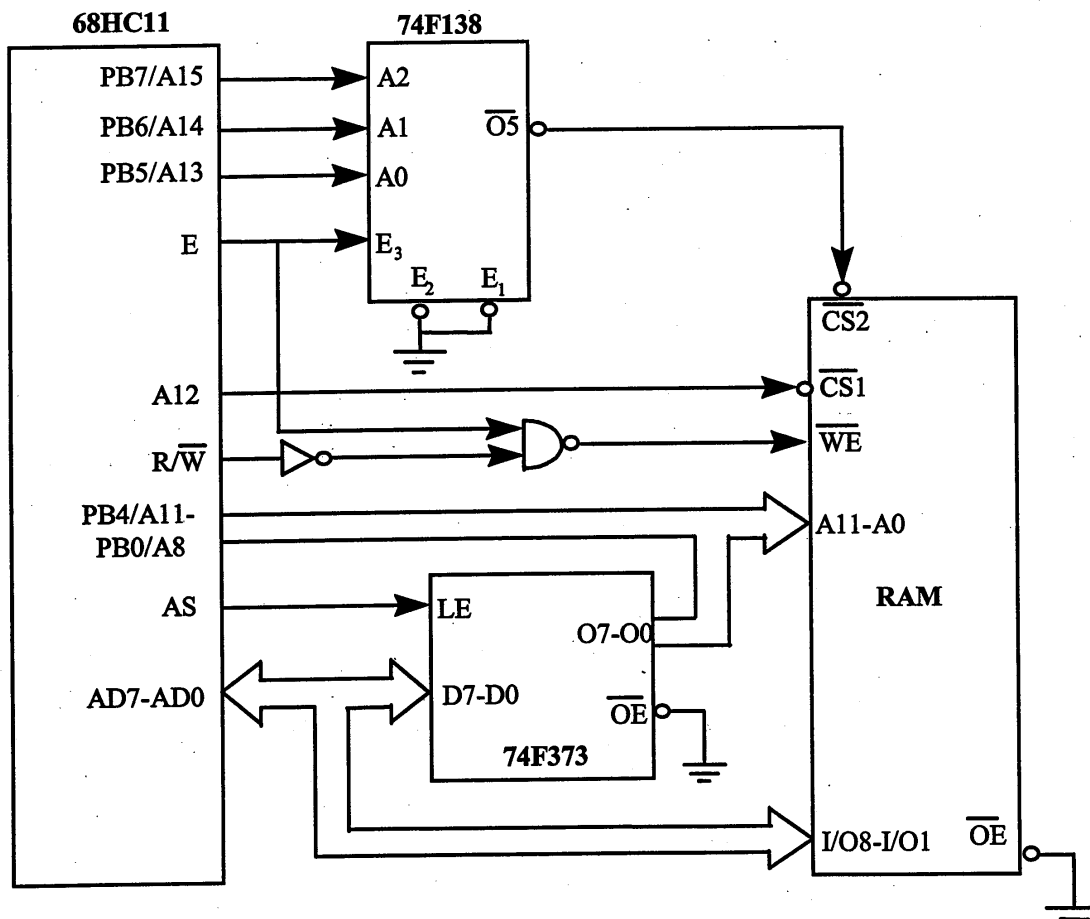 68HC11
74F138
PB7/A15
A2
PB6/A14
A1
O5
PB5/A13
A0
E
E3
E2
E1
CS2
A12
CS1
R/W
WE
PB4/A11-
PB0/A8
A11-A0
RAM
AS
LE
O7-O0
AD7-AD0
D7-D0
OE
74F373
I/O8-I/O1
OE